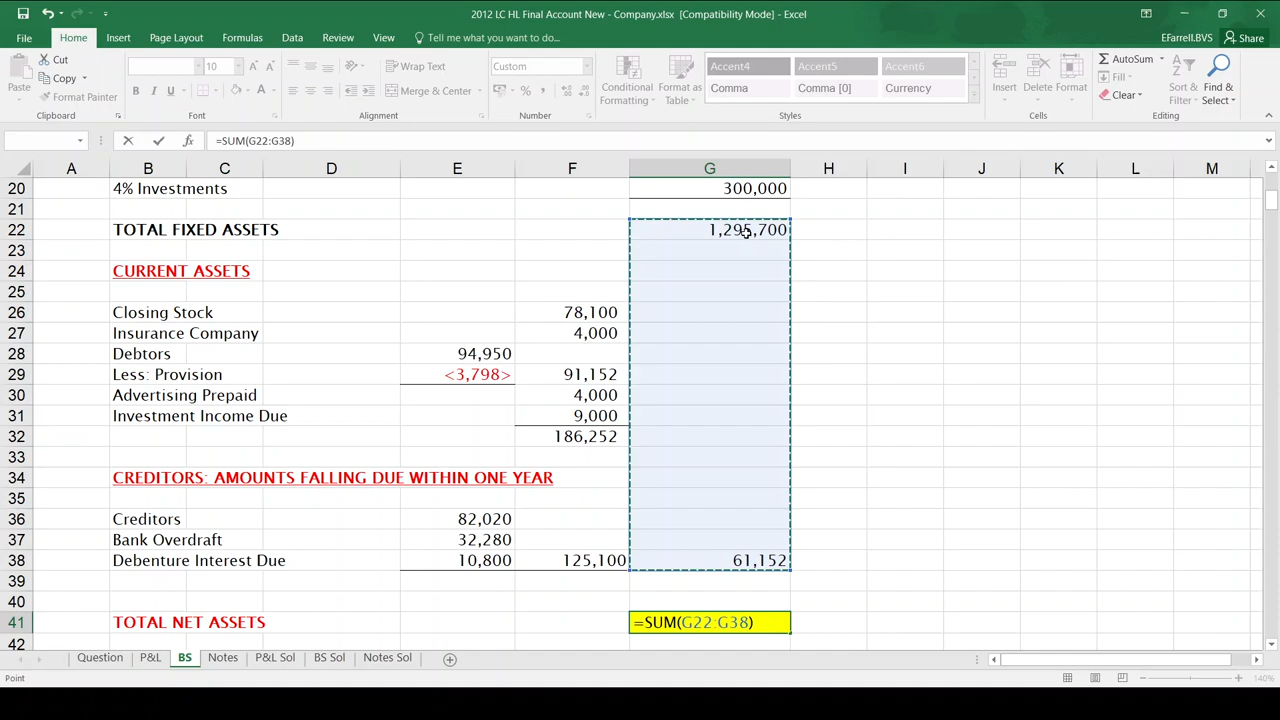 2012 LC HL Final Account New - Company.xlsx [Compatibility Mode] - Excel
File Home Insert Page Layout Formulas Data Review View Tell me what you want to do... EFarrell.BVS Share
Paste Cut Copy Format Painter Clipboard
10 B I U Font
Wrap Text Merge & Center Alignment
Custom % , Number
Conditional Formatting Format as Table
Accent4 Accent5 Accent6
Comma Comma [0] Currency
Styles
Insert Delete Format Cells
AutoSum Fill Clear Sort & Filter Find & Select Editing
fx =SUM(G22:G38)
A B C D E F G H I J K L M
20 4% Investments 300,000
21
22 TOTAL FIXED ASSETS 1,295,700
23
24 CURRENT ASSETS
25
26 Closing Stock 78,100
27 Insurance Company 4,000
28 Debtors 94,950
29 Less: Provision <3,798> 91,152
30 Advertising Prepaid 4,000
31 Investment Income Due 9,000
32 186,252
33
34 CREDITORS: AMOUNTS FALLING DUE WITHIN ONE YEAR
35
36 Creditors 82,020
37 Bank Overdraft 32,280
38 Debenture Interest Due 10,800 125,100 61,152
39
40
41 TOTAL NET ASSETS =SUM(G22:G38)
42
Question P&L BS Notes P&L Sol BS Sol Notes Sol
Point 140%